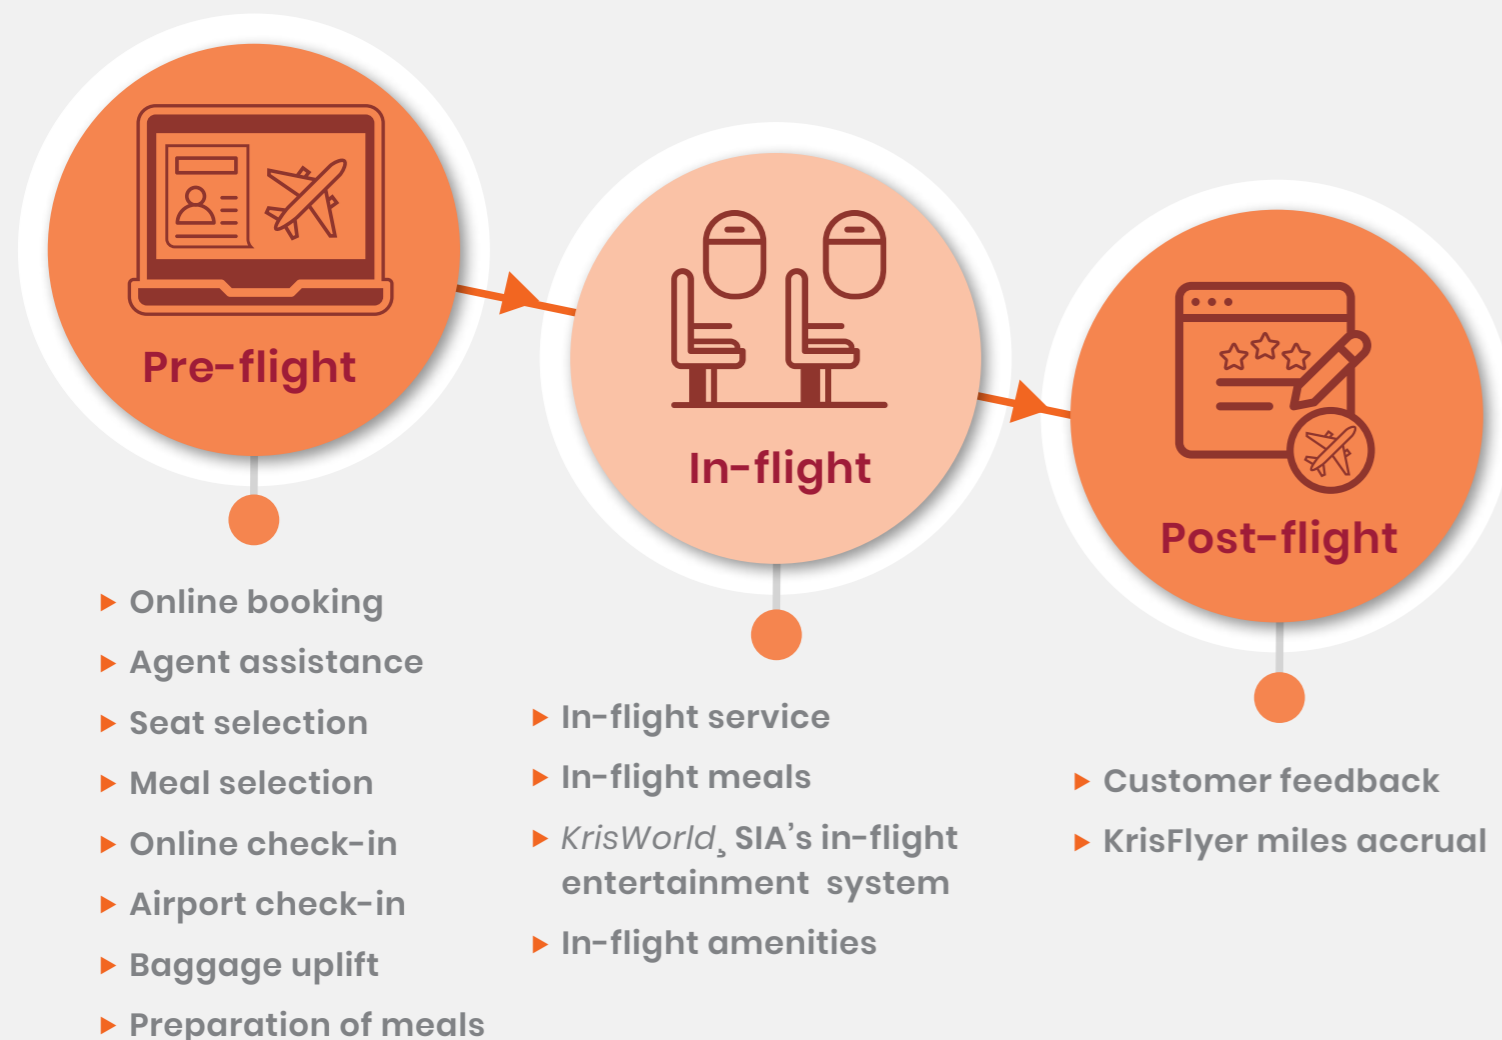 Pre-flight
Online booking
Agent assistance
Seat selection
Meal selection
Online check-in
Airport check-in
Baggage uplift
Preparation of meals
In-flight
In-flight service
In-flight meals
KrisWorld¸ SIA's in-flight
entertainment system
In-flight amenities
Post-flight
Customer feedback
KrisFlyer miles accrual